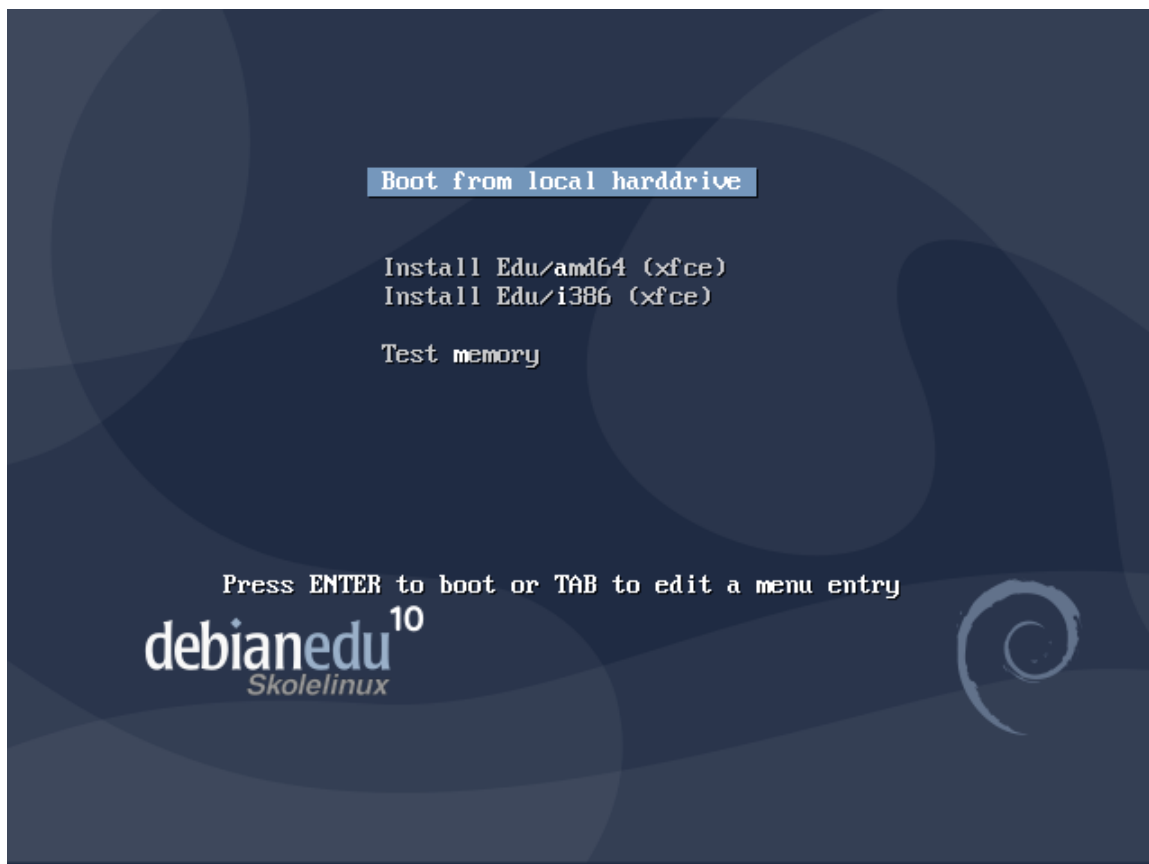 Boot from local harddrive
Install Edu/amd64 (xfce)
Install Edu/i386 (xfce)
Test memory
Press ENTER to boot or TAB to edit a menu entry
debianedu 10
Skolelinux